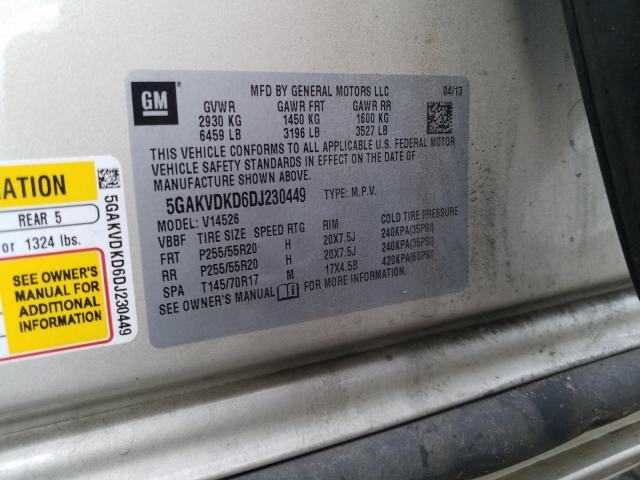 GM
MFD BY GENERAL MOTORS LLC 04/13
GVWR GAWR FRT GAWR RR
2930 KG 1450 KG 1600 KG
6459 LB 3196 LB 3527 LB
THIS VEHICLE CONFORMS TO ALL APPLICABLE U.S. FEDERAL MOTOR
VEHICLE SAFETY STANDARDS IN EFFECT ON THE DATE OF
MANUFACTURE SHOWN ABOVE.
5GAKVDKD6DJ230449 TYPE: M.P.V.
MODEL: V14526
VBBF TIRE SIZE SPEED RTG RIM COLD TIRE PRESSURE
FRT P255/55R20 H 20X7.5J 240KPA(35PSI)
RR P255/55R20 H 20X7.5J 240KPA(35PSI)
SPA T145/70R17 M 17X4.5B 420KPA(60PSI)
SEE OWNER'S MANUAL FOR MORE INFORMATION.
MATION
REAR 5
or 1324 lbs.
SEE OWNER'S
MANUAL FOR
ADDITIONAL
INFORMATION
5GAKVDKD6DJ230449